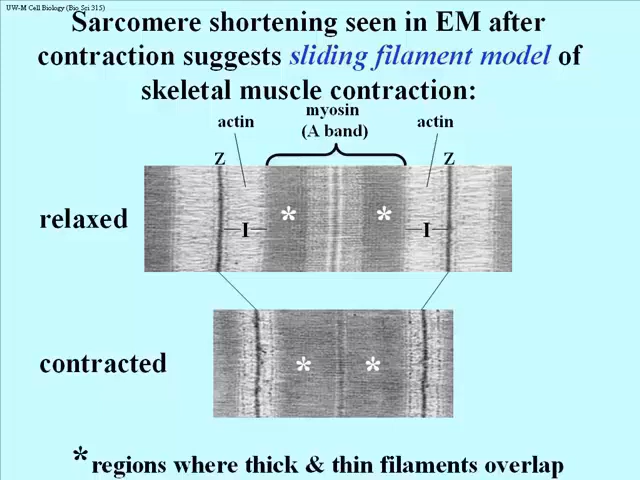 UW-M Cell Biology (Bio Sci 315)
Sarcomere shortening seen in EM after
contraction suggests sliding filament model of
skeletal muscle contraction:
myosin
actin (A band) actin
Z Z
relaxed * *
I I
contracted * *
*regions where thick & thin filaments overlap